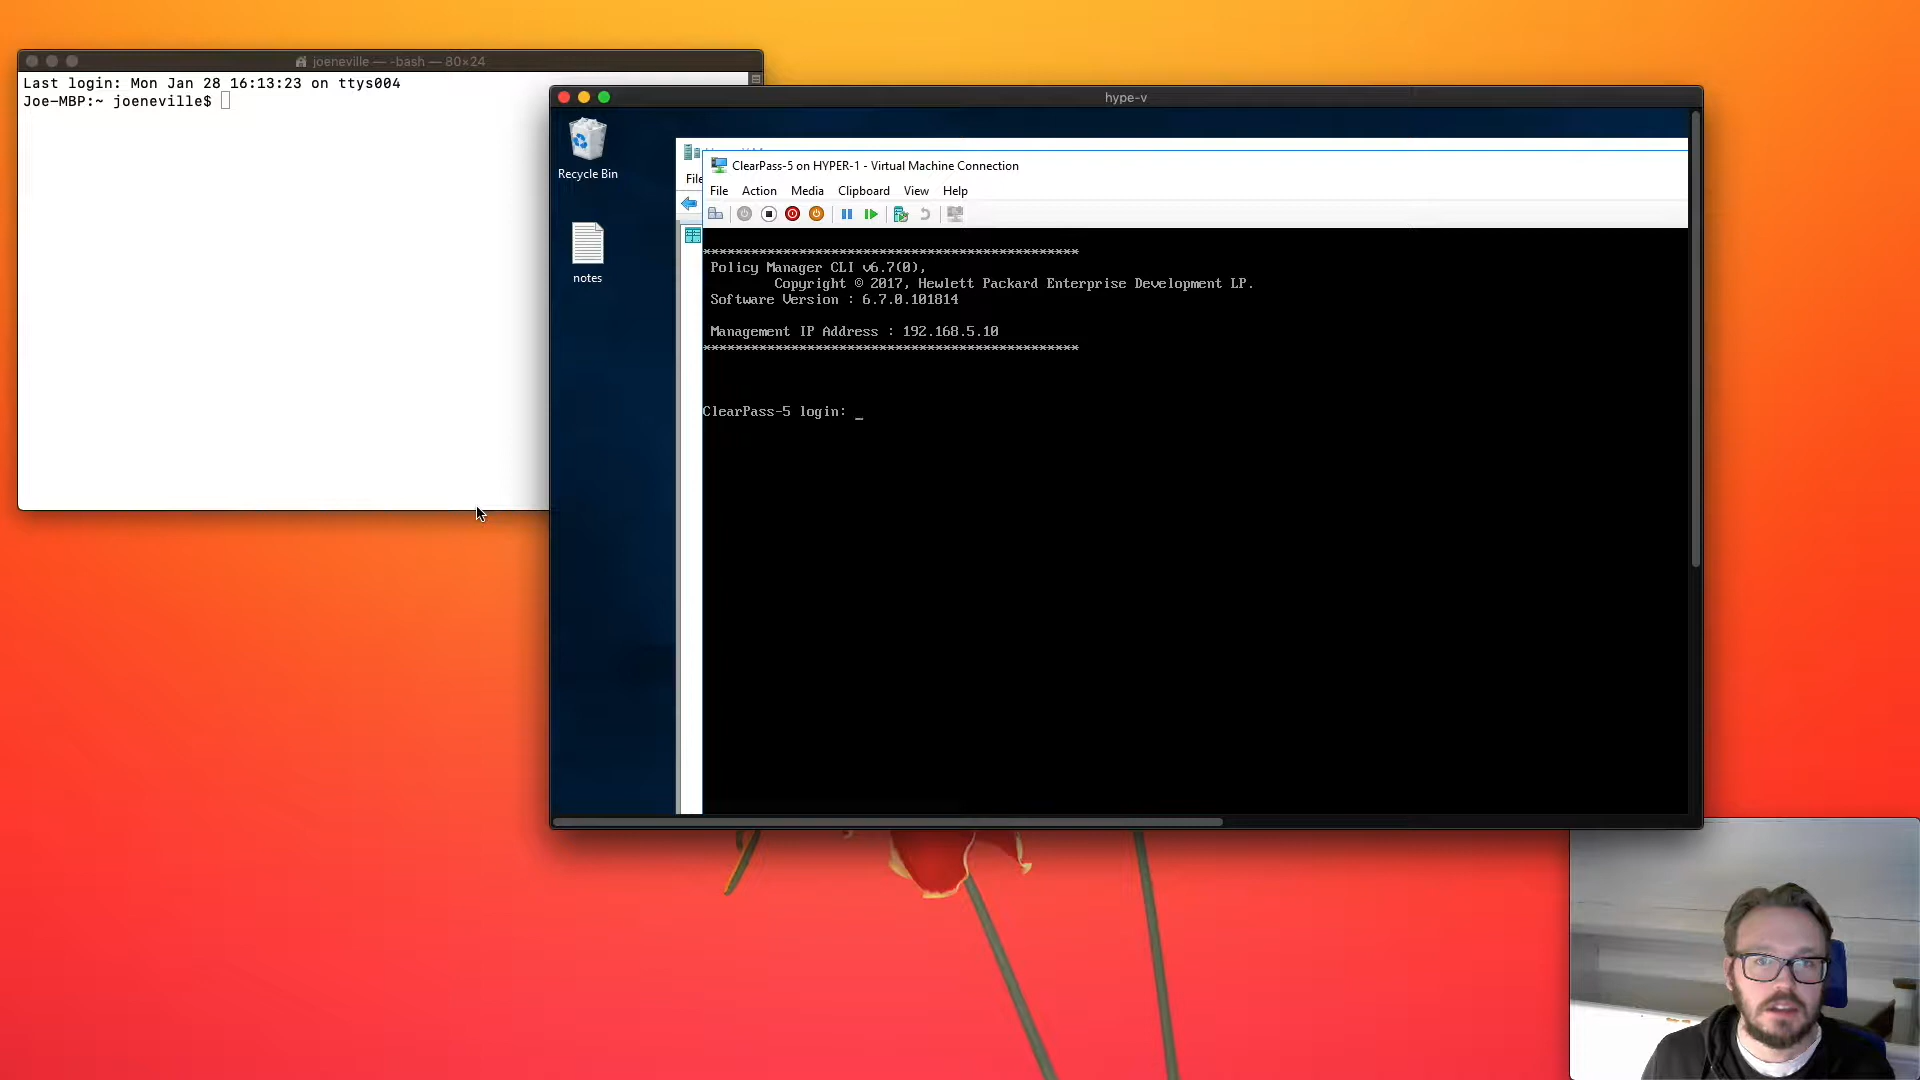 joeneville — -bash — 80×24
Last login: Mon Jan 28 16:13:23 on ttys004
Joe-MBP:~ joeneville$
hype-v
Recycle Bin
notes
File
ClearPass-5 on HYPER-1 - Virtual Machine Connection
File Action Media Clipboard View Help
***********************************************
Policy Manager CLI v6.7(0),
Copyright © 2017, Hewlett Packard Enterprise Development LP.
Software Version : 6.7.0.101814
Management IP Address : 192.168.5.10
***********************************************
ClearPass-5 login: _